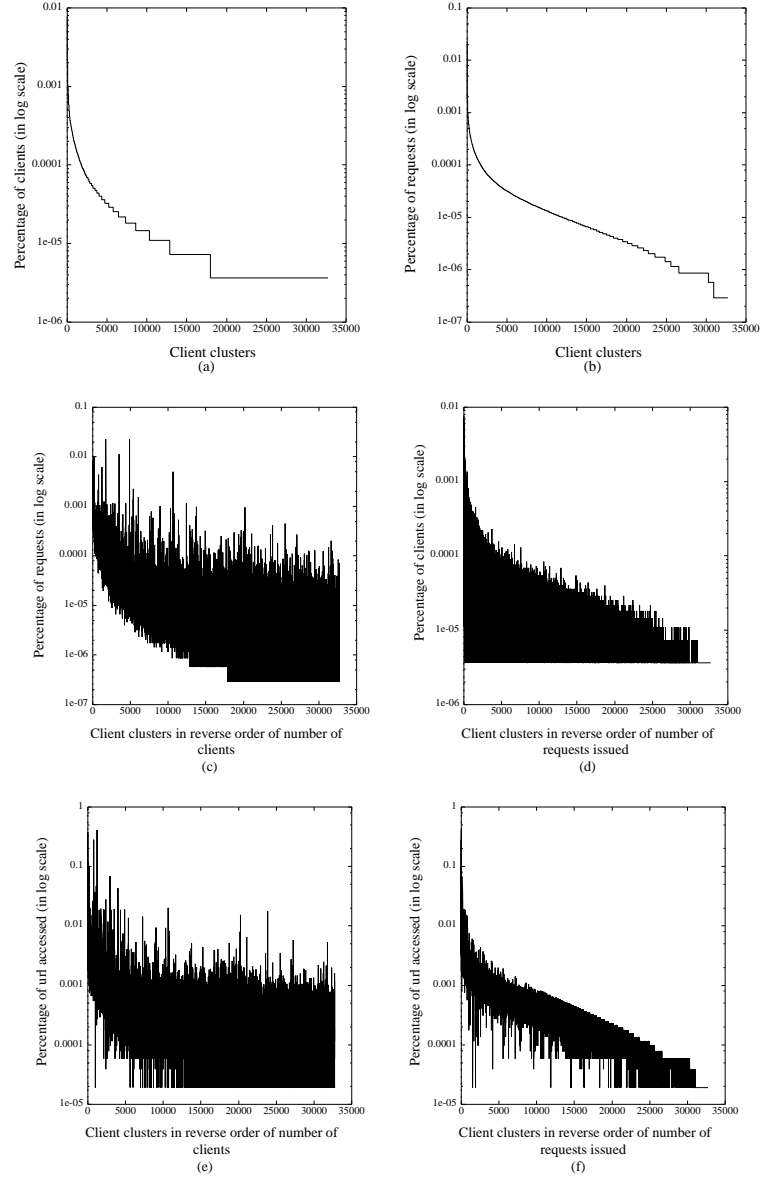 0.01
0.001
0.0001
1e-05
1e-06
Percentage of clients (in log scale)
0 5000 10000 15000 20000 25000 30000 35000
Client clusters
(a)
0.1
0.01
0.001
0.0001
1e-05
1e-06
1e-07
Percentage of requests (in log scale)
0 5000 10000 15000 20000 25000 30000 35000
Client clusters
(b)
0.1
0.01
0.001
0.0001
1e-05
1e-06
1e-07
Percentage of requests (in log scale)
0 5000 10000 15000 20000 25000 30000 35000
Client clusters in reverse order of number of
clients
(c)
0.01
0.001
0.0001
1e-05
1e-06
Percentage of clients (in log scale)
0 5000 10000 15000 20000 25000 30000 35000
Client clusters in reverse order of number of
requests issued
(d)
1
0.1
0.01
0.001
0.0001
1e-05
Percentage of url accessed (in log scale)
0 5000 10000 15000 20000 25000 30000 35000
Client clusters in reverse order of number of
clients
(e)
1
0.1
0.01
0.001
0.0001
1e-05
Percentage of url accessed (in log scale)
0 5000 10000 15000 20000 25000 30000 35000
Client clusters in reverse order of number of
requests issued
(f)